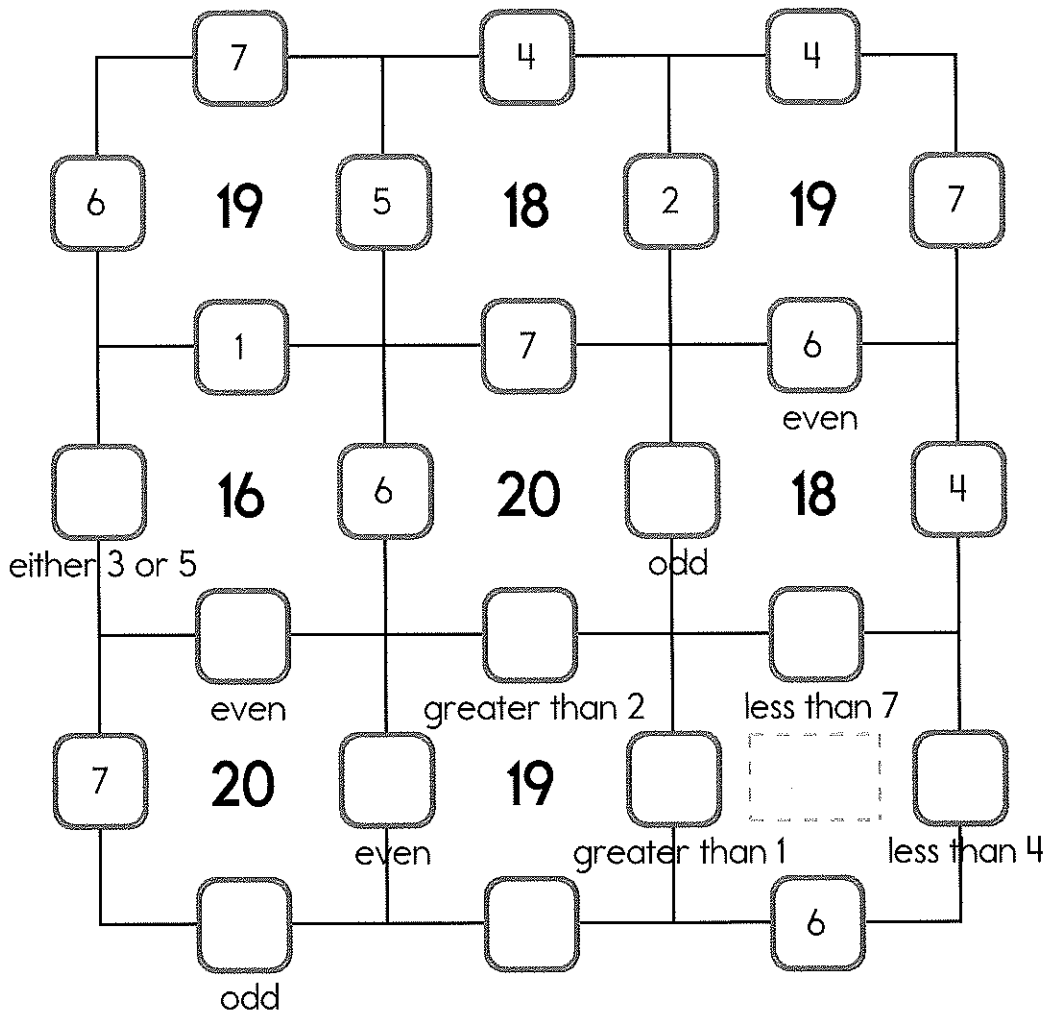 7 4 4
6 19 5 18 2 19 7
1 7 6
even
16 6 20 18 4
either 3 or 5 odd
even greater than 2 less than 7
7 20 19
even greater than 1 less than 4
6
odd